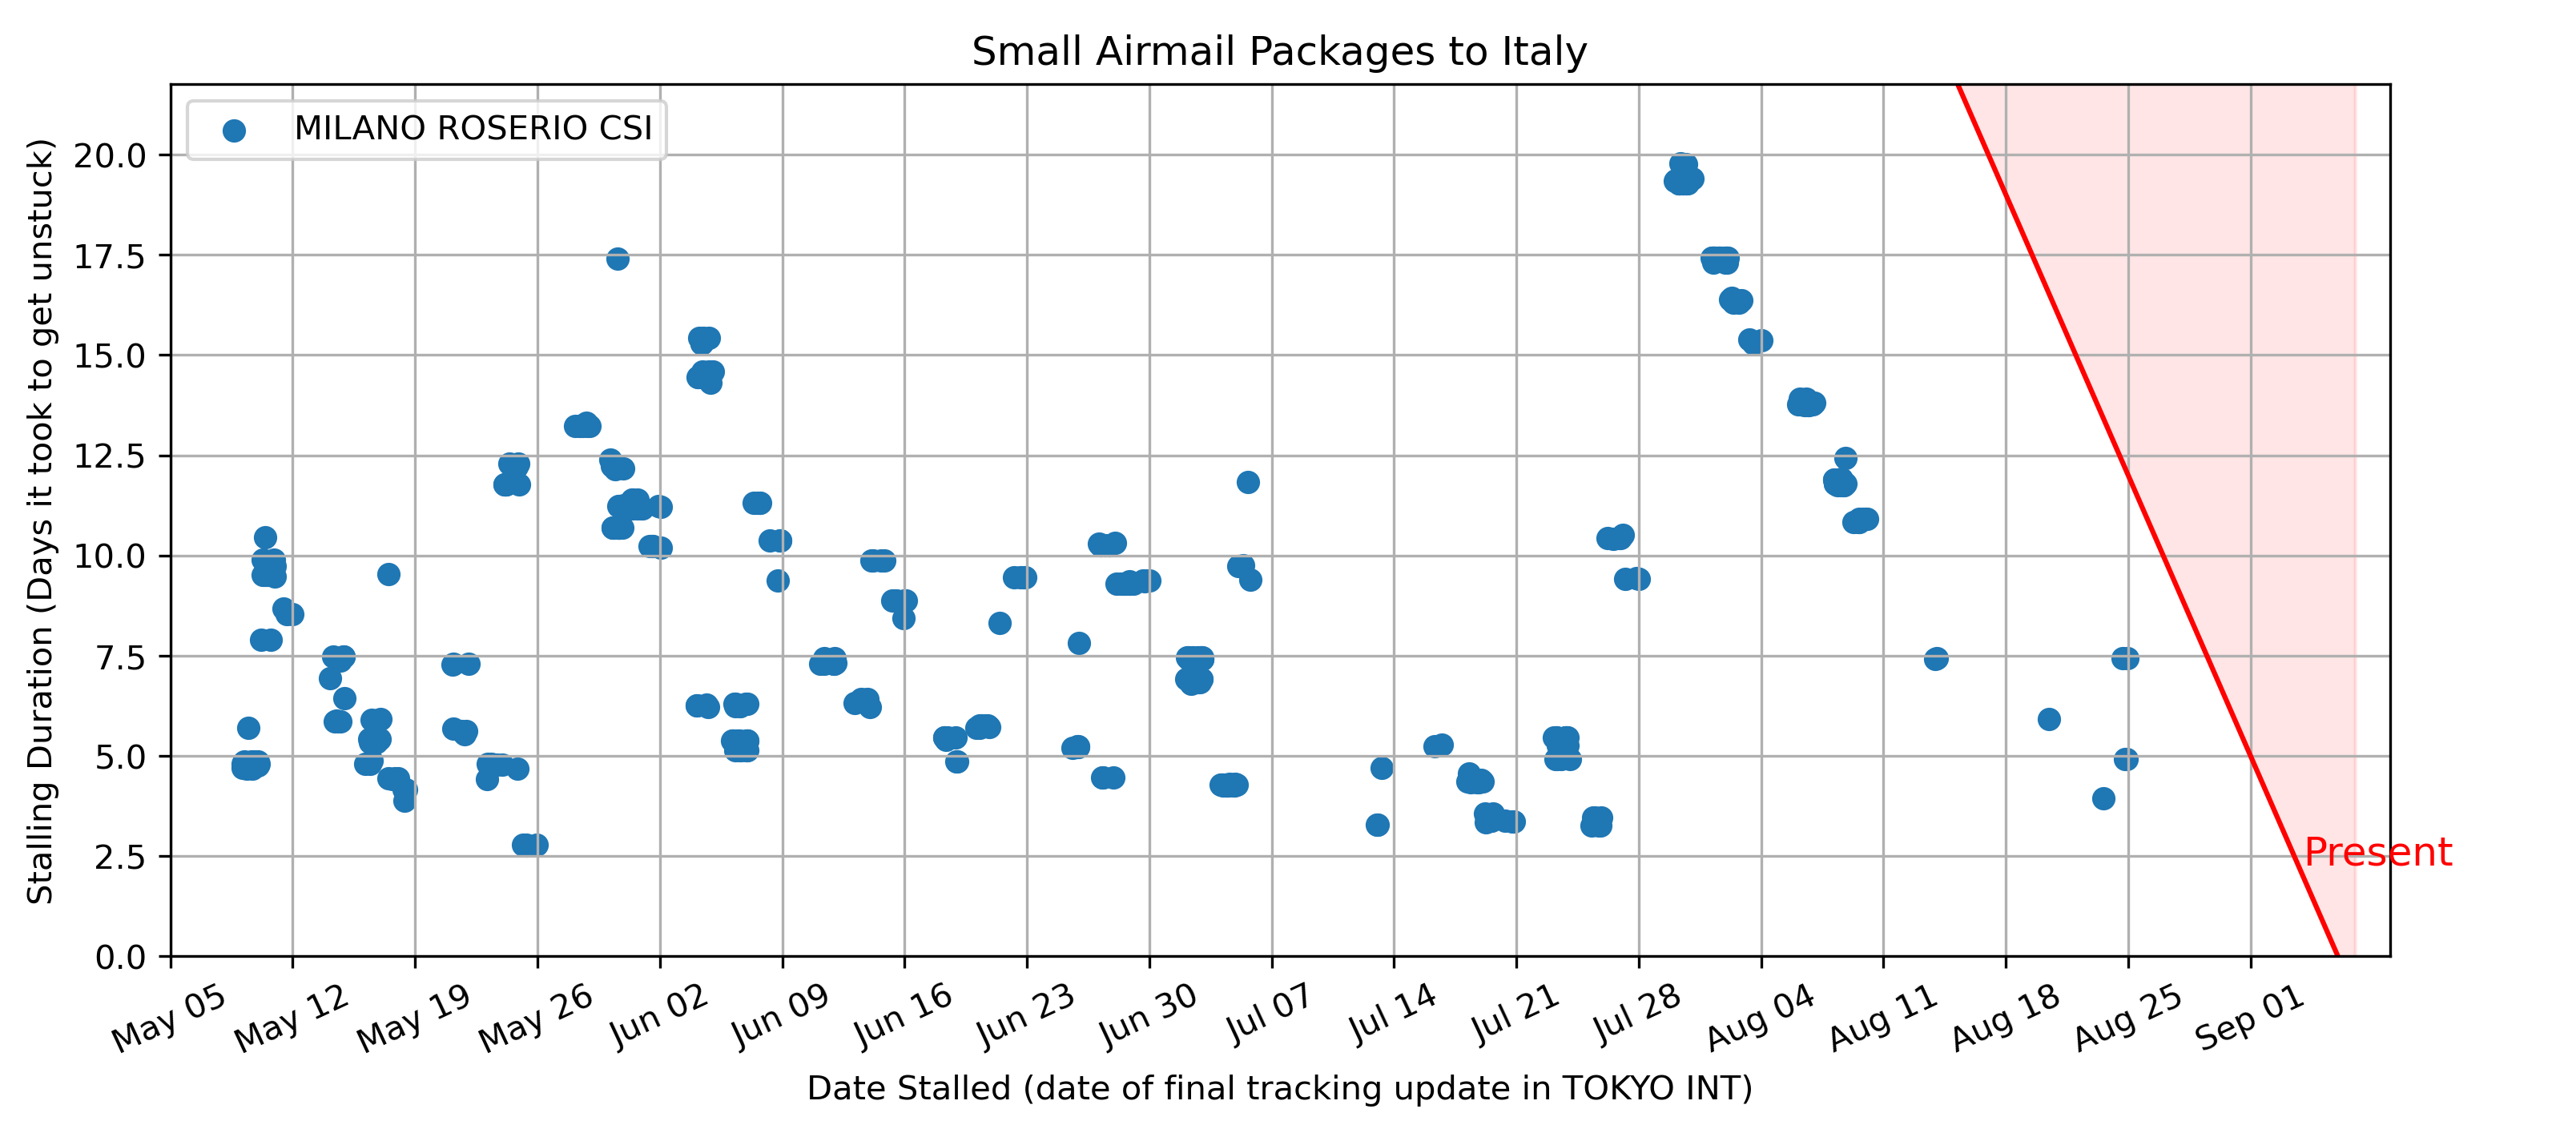 Small Airmail Packages to Italy
MILANO ROSERIO CSI
Stalling Duration (Days it took to get unstuck)
20.0
17.5
15.0
12.5
10.0
7.5
5.0
2.5
0.0
Present
May 05
May 12
May 19
May 26
Jun 02
Jun 09
Jun 16
Jun 23
Jun 30
Jul 07
Jul 14
Jul 21
Jul 28
Aug 04
Aug 11
Aug 18
Aug 25
Sep 01
Date Stalled (date of final tracking update in TOKYO INT)